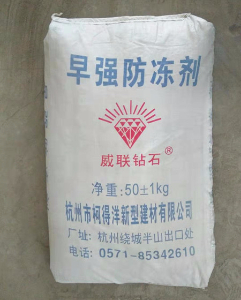 早强防冻剂
威联钻石®
净重:50±1kg
杭州市柯得洋新型建材有限公司
厂址: 杭州绕城半山出口处
电话: 0571-85342610